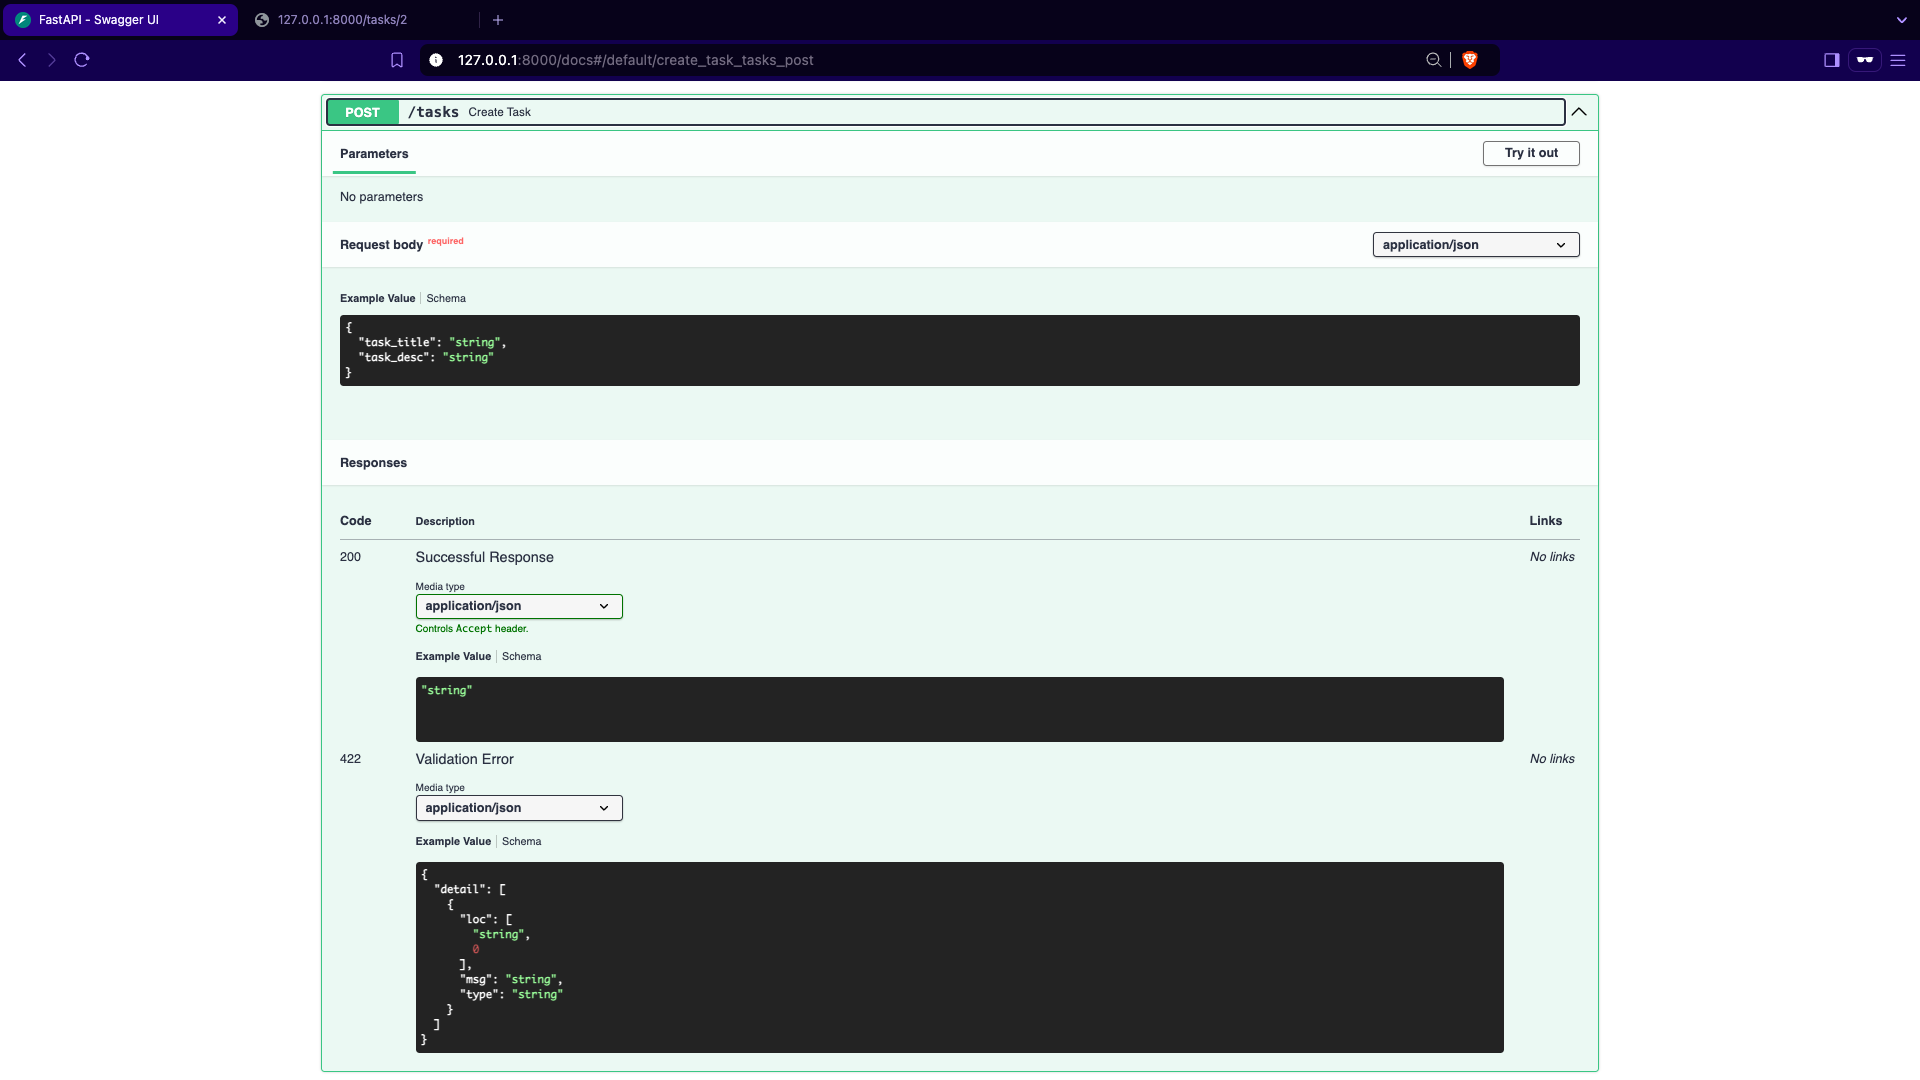 FastAPI - Swagger UI
127.0.0.1:8000/tasks/2
127.0.0.1:8000/docs#/default/create_task_tasks_post
POST /tasks Create Task
Parameters
Try it out
No parameters
Request body required
application/json
Example Value Schema
{
"task_title": "string",
"task_desc": "string"
}
Responses
Code Description Links
200 Successful Response No links
Media type
application/json
Controls Accept header.
Example Value Schema
"string"
422 Validation Error No links
Media type
application/json
Example Value Schema
{
"detail": [
{
"loc": [
"string",
0
],
"msg": "string",
"type": "string"
}
]
}